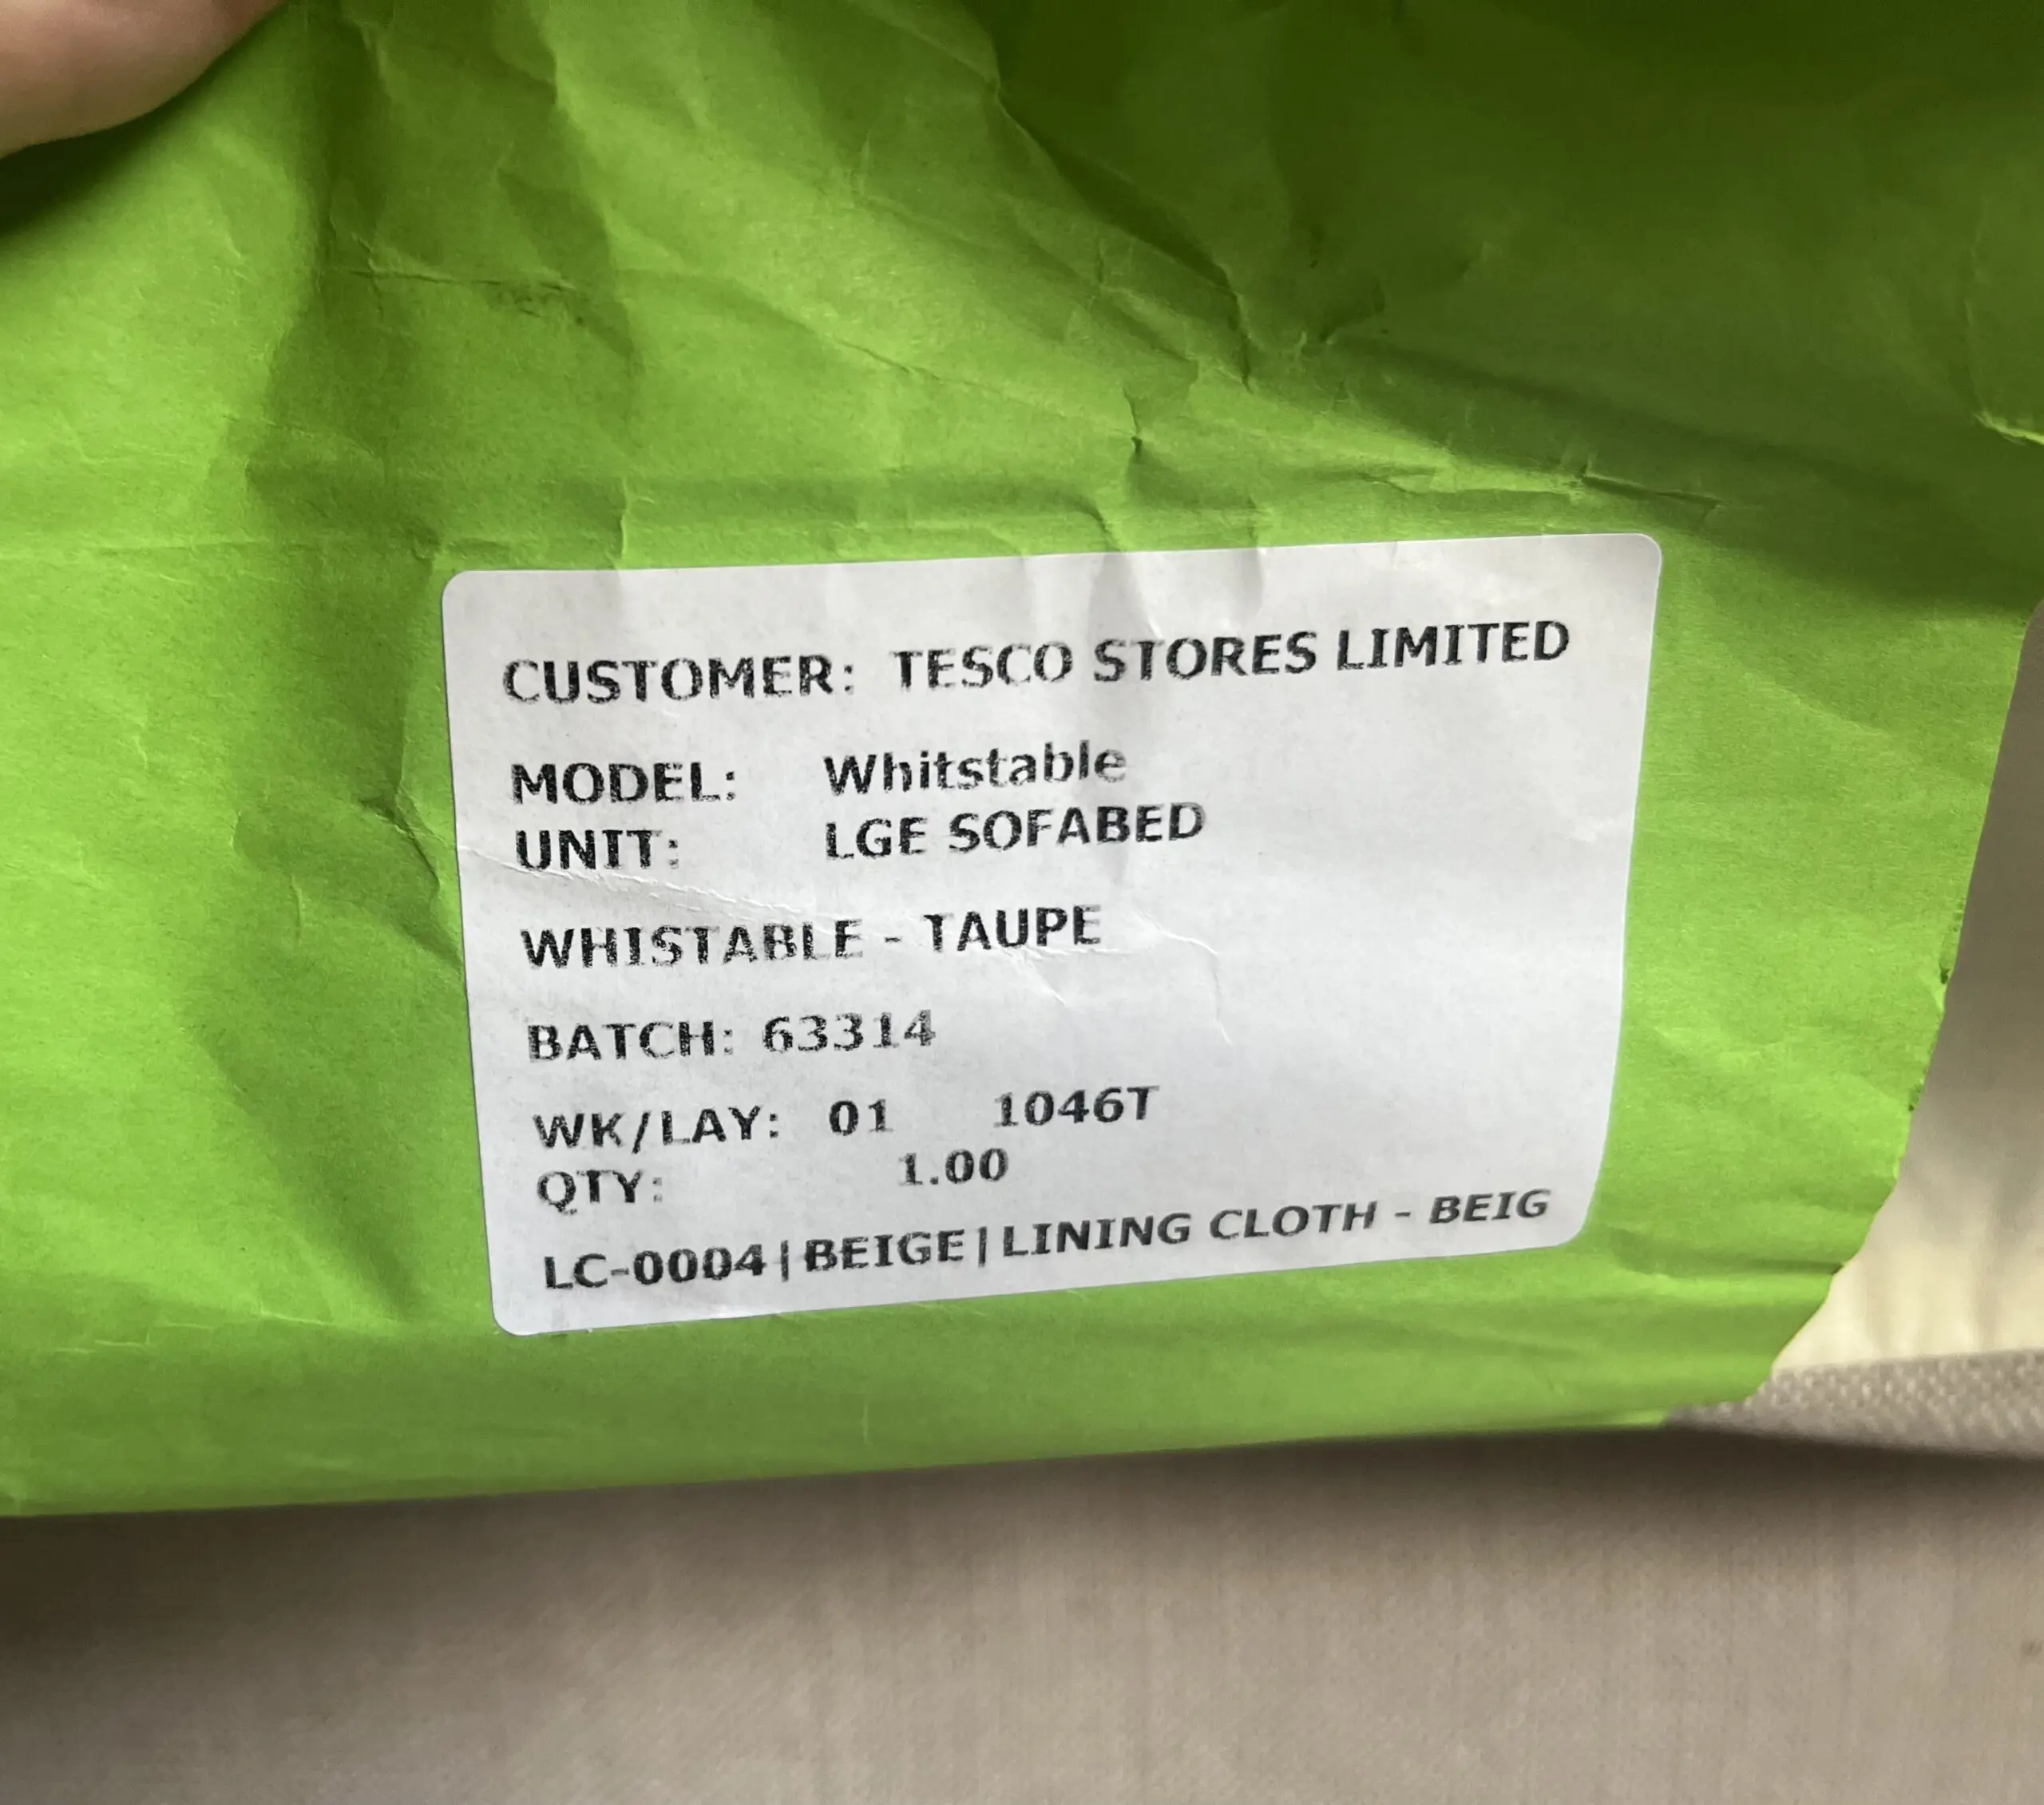 CUSTOMER: TESCO STORES LIMITED
MODEL: Whitstable
UNIT: LGE SOFABED
WHISTABLE - TAUPE
BATCH: 63314
WK/LAY: 01 1046T
QTY: 1.00
LC-0004|BEIGE|LINING CLOTH - BEIG